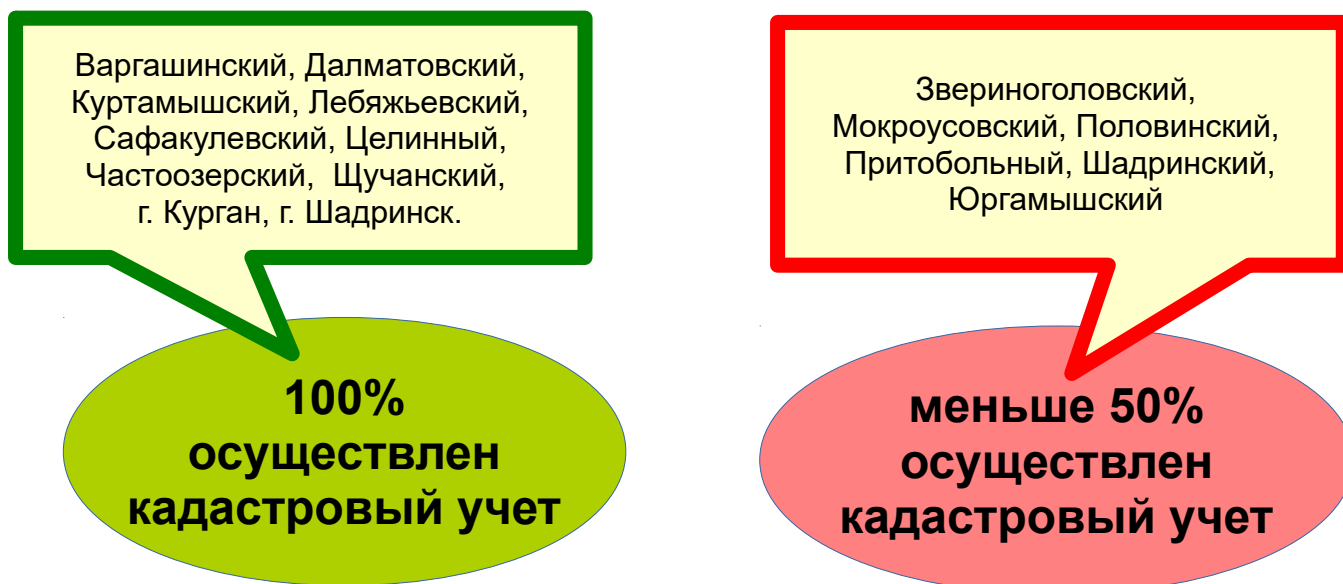 Варгашинский, Далматовский,
Куртамышский, Лебяжьевский,
Сафакулевский, Целинный,
Частоозерский,  Щучанский,
г. Курган, г. Шадринск.
100%
осуществлен
кадастровый учет
Звериноголовский,
Мокроусовский, Половинский,
Притобольный, Шадринский,
Юргамышский
меньше 50%
осуществлен
кадастровый учет